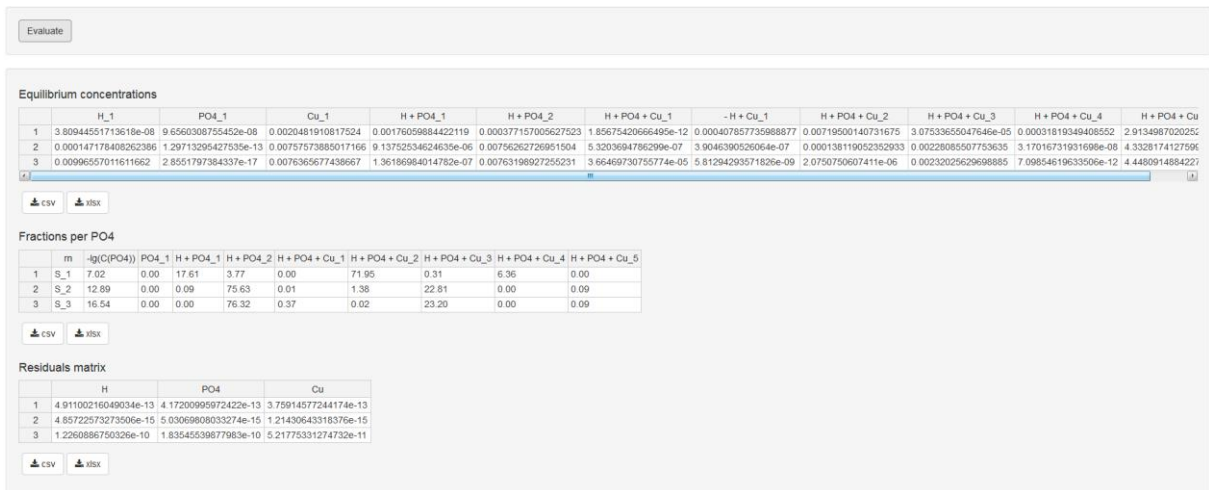 Evaluate
Equilibrium concentrations
H_1 PO4_1 Cu_1 H + PO4_1 H + PO4_2 H + PO4 + Cu_1 - H + Cu_1 H + PO4 + Cu_2 H + PO4 + Cu_3 H + PO4 + Cu_4 H + PO4 + Cu
1 3.80944551713618e-08 9.6560308755452e-08 0.0020481910817524 0.00176059884422119 0.000377157005627523 1.85675420666495e-12 0.000407857735988877 0.00719500140731675 3.07533655047646e-05 0.00031819349408552 2.9134987020252
2 0.000147178408262386 1.29713295427535e-13 0.00757573885017166 9.13752534624635e-06 0.00756262726951504 5.3203694786299e-07 3.9046390526064e-07 0.000138119052352933 0.00228085507753635 3.17016731931698e-08 4.3328174127599
3 0.00996557011611662 2.8551797384337e-17 0.0076365677438667 1.36186984014782e-07 0.00763198927255231 3.66469730755774e-05 5.81294293571826e-09 2.0750750607411e-06 0.00232025629698885 7.09854619633506e-12 4.4480914884227
csv xlsx
Fractions per PO4
rn -lg(C(PO4)) PO4_1 H + PO4_1 H + PO4_2 H + PO4 + Cu_1 H + PO4 + Cu_2 H + PO4 + Cu_3 H + PO4 + Cu_4 H + PO4 + Cu_5
1 S_1 7.02 0.00 17.61 3.77 0.00 71.95 0.31 6.36 0.00
2 S_2 12.89 0.00 0.09 75.63 0.01 1.38 22.81 0.00 0.09
3 S_3 16.54 0.00 0.00 76.32 0.37 0.02 23.20 0.00 0.09
csv xlsx
Residuals matrix
H PO4 Cu
1 4.91100216049034e-13 4.17200995972422e-13 3.75914577244174e-13
2 4.85722573273506e-15 5.03069808033274e-15 1.21430643318376e-15
3 1.2260886750326e-10 1.83545539877983e-10 5.21775331274732e-11
csv xlsx